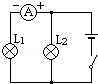 − A +
L₁ L₂